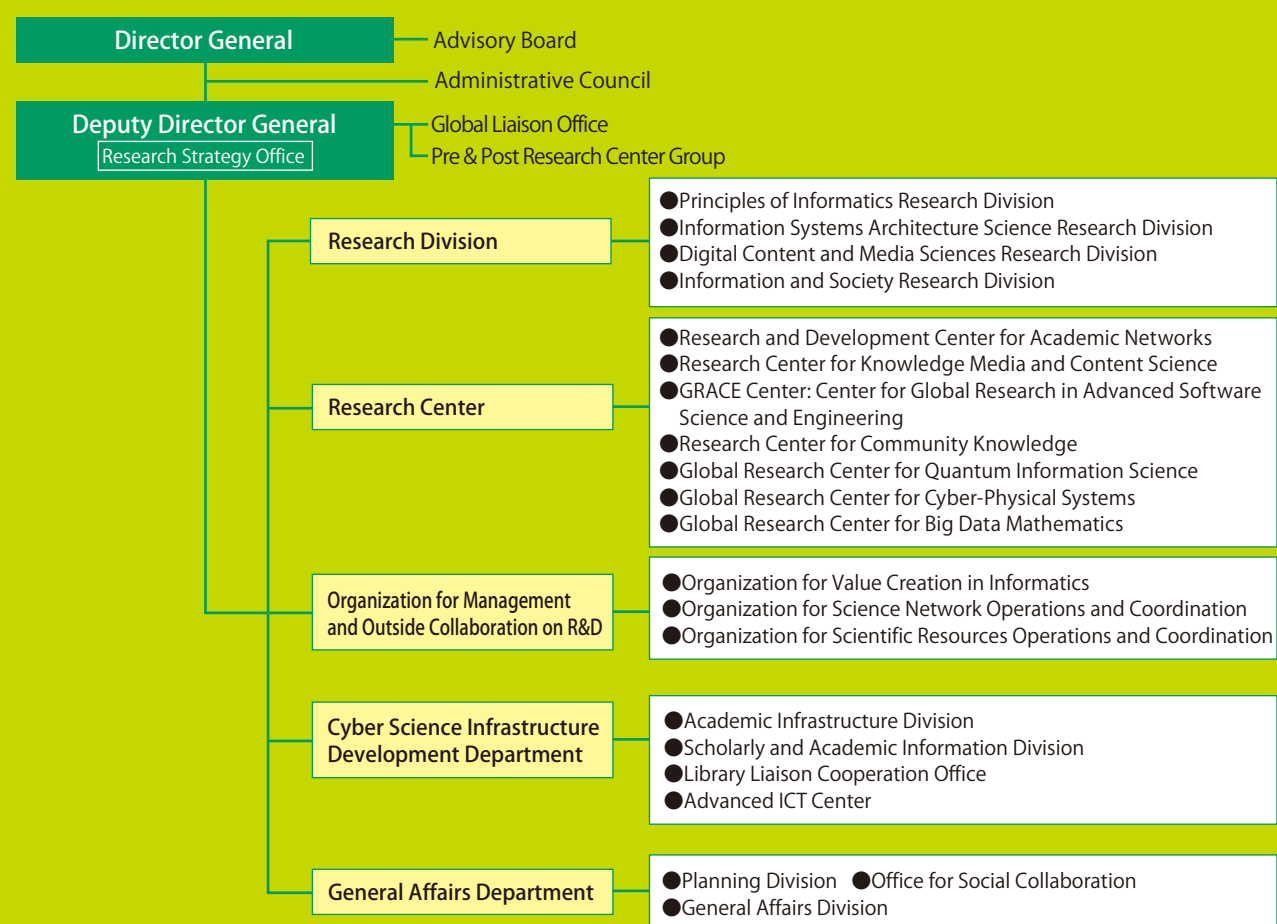 Director General
Advisory Board
Administrative Council
Deputy Director General
Research Strategy Office
Global Liaison Office
Pre & Post Research Center Group
Research Division
●Principles of Informatics Research Division
●Information Systems Architecture Science Research Division
●Digital Content and Media Sciences Research Division
●Information and Society Research Division
Research Center
●Research and Development Center for Academic Networks
●Research Center for Knowledge Media and Content Science
●GRACE Center: Center for Global Research in Advanced Software
Science and Engineering
●Research Center for Community Knowledge
●Global Research Center for Quantum Information Science
●Global Research Center for Cyber-Physical Systems
●Global Research Center for Big Data Mathematics
Organization for Management
and Outside Collaboration on R&D
●Organization for Value Creation in Informatics
●Organization for Science Network Operations and Coordination
●Organization for Scientific Resources Operations and Coordination
Cyber Science Infrastructure
Development Department
●Academic Infrastructure Division
●Scholarly and Academic Information Division
●Library Liaison Cooperation Office
●Advanced ICT Center
General Affairs Department
●Planning Division ●Office for Social Collaboration
●General Affairs Division